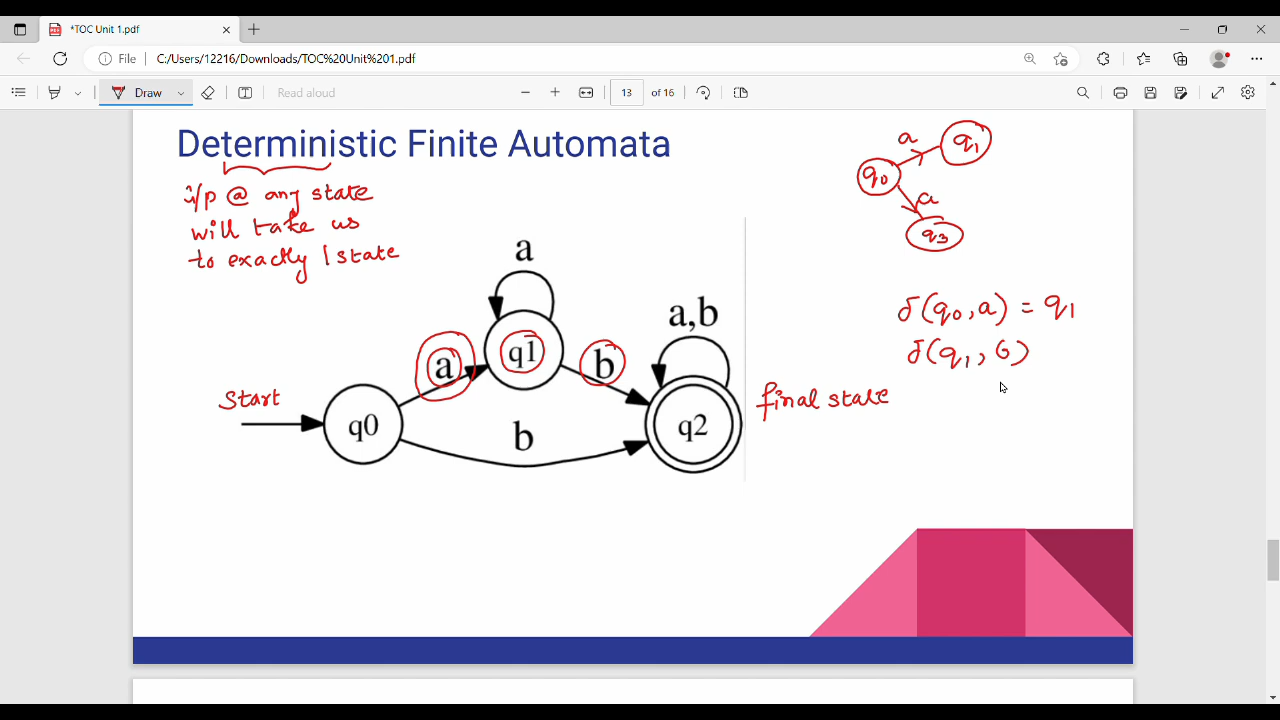 *TOC Unit 1.pdf
File
C:/Users/12216/Downloads/TOC%20Unit%201.pdf
Draw
Read aloud
13 of 16
Deterministic Finite Automata
i/p @ any state
will take us
to exactly 1 state
a
q1
q0
a
q3
a
a,b
δ(q0,a) = q1
δ(q1,b)
a
q1
b
Start
final state
q0
b
q2